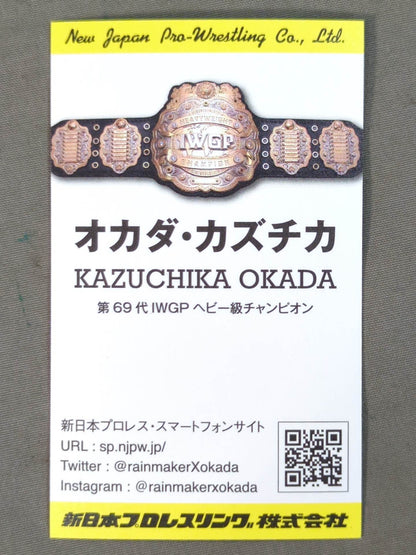 New Japan Pro-Wrestling Co., Ltd.
HEAVYWEIGHT
IWGP
CHAMPION
オカダ・カズチカ
KAZUCHIKA OKADA
第69代IWGPヘビー級チャンピオン
新日本プロレス・スマートフォンサイト
URL : sp.njpw.jp/
Twitter : @rainmakerXokada
Instagram : @rainmakerxokada
新日本プロレスリング株式会社